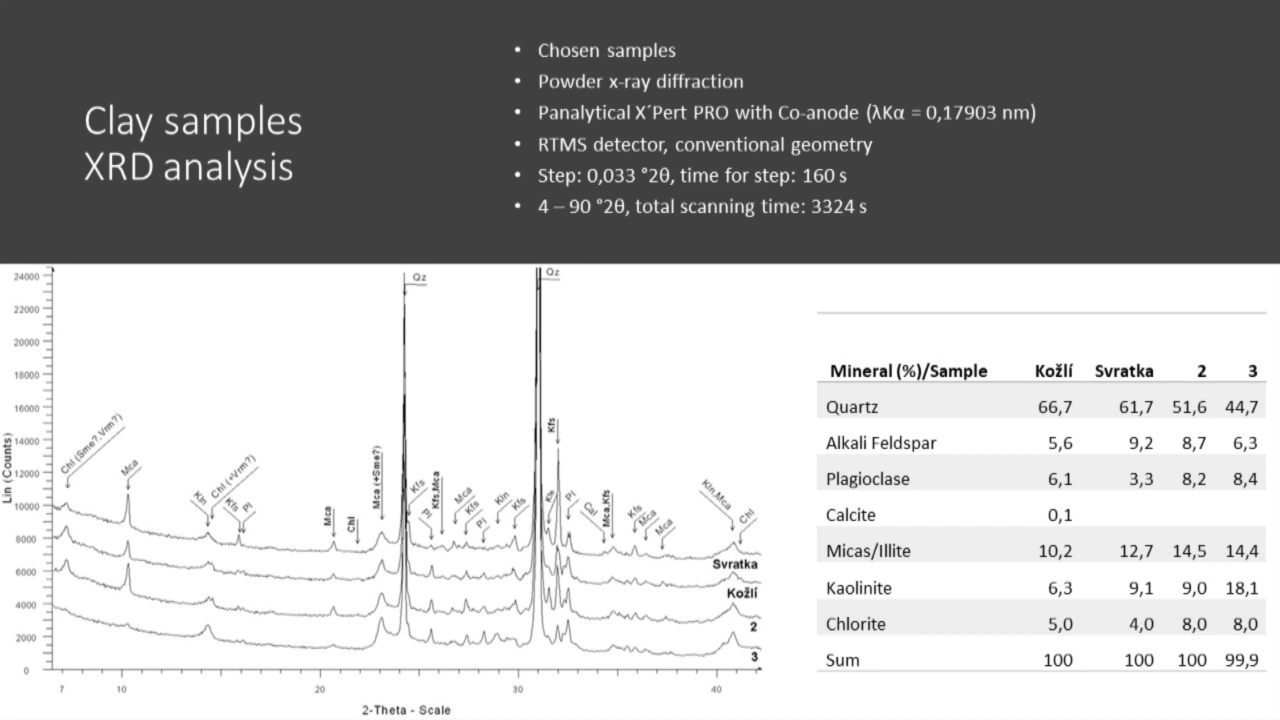 Clay samples
XRD analysis
• Chosen samples
• Powder x-ray diffraction
• Panalytical X´Pert PRO with Co-anode (λKα = 0,17903 nm)
• RTMS detector, conventional geometry
• Step: 0,033 °2θ, time for step: 160 s
• 4 – 90 °2θ, total scanning time: 3324 s
Lin (Counts)
24000
22000
20000
18000
16000
14000
12000
10000
8000
6000
4000
2000
0
Chl (Sme?,Vrm?)
Mca
Kln
Chl (+Vrm?)
Kfs
Pl
Mca
Chl
Mca (+Sme?)
Qz
Kfs
Pl
Kfs,Mca
Mca
Kfs
Pl
Kln
Kfs
Qz
Kfs
Kfs
Pl
Cal
Mca,Kfs
Kfs
Mca
Mca
Kln,Mca
Chl
Svratka
Kožlí
2
3
7 10 20 30 40
2-Theta - Scale
Mineral (%)/Sample Kožlí Svratka 2 3
Quartz 66,7 61,7 51,6 44,7
Alkali Feldspar 5,6 9,2 8,7 6,3
Plagioclase 6,1 3,3 8,2 8,4
Calcite 0,1
Micas/Illite 10,2 12,7 14,5 14,4
Kaolinite 6,3 9,1 9,0 18,1
Chlorite 5,0 4,0 8,0 8,0
Sum 100 100 100 99,9